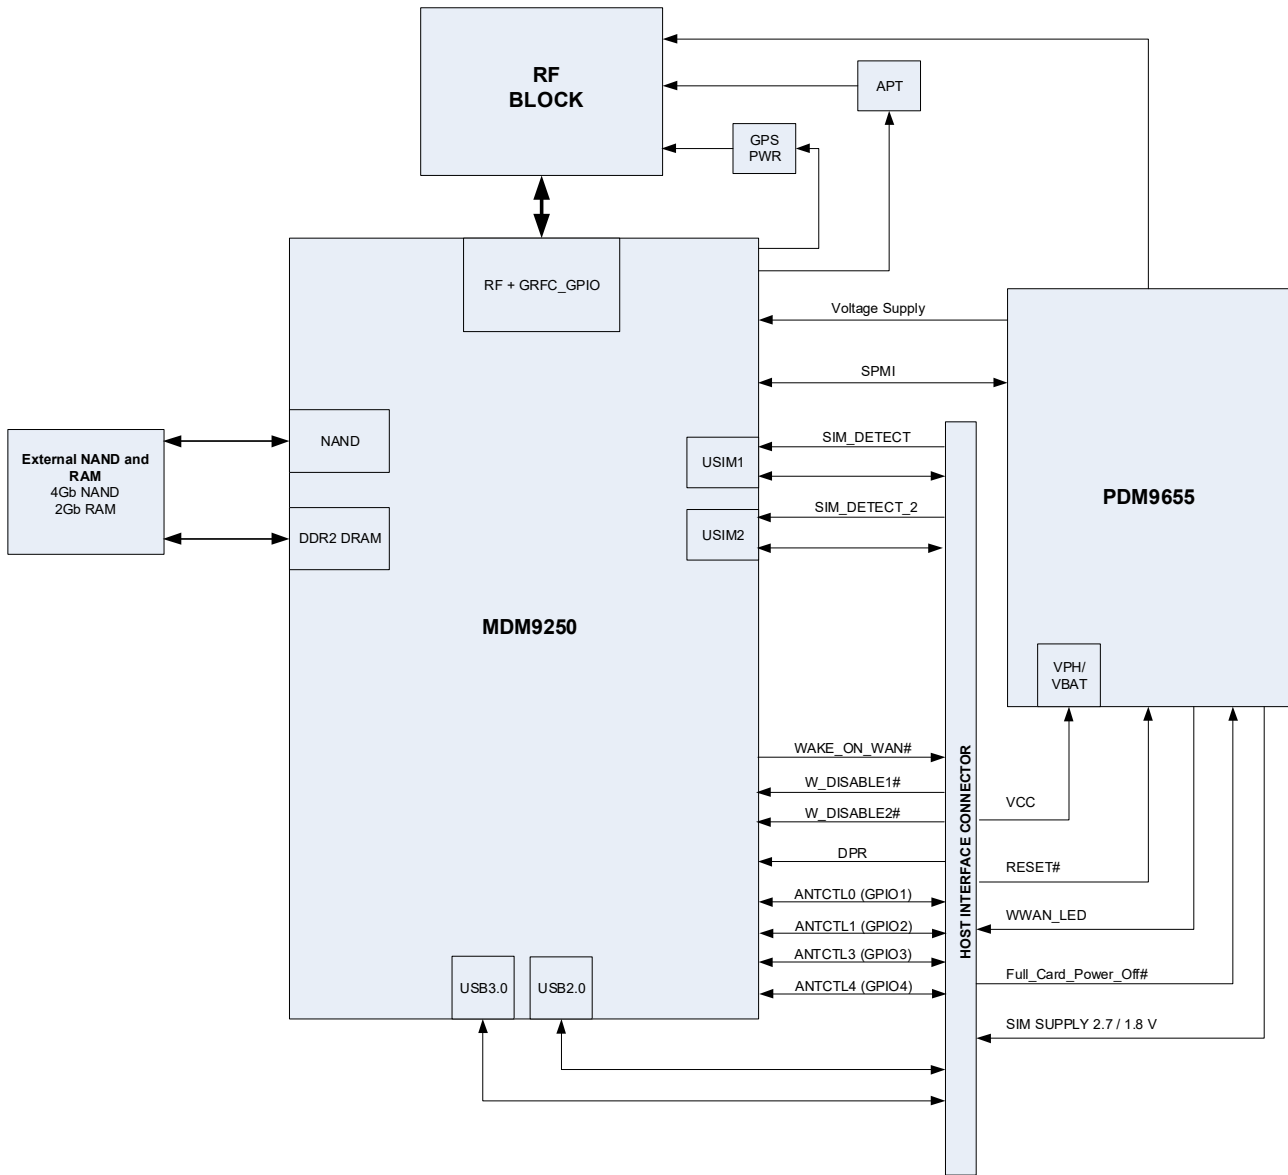 RF
BLOCK
APT
GPS
PWR
RF + GRFC_GPIO
Voltage Supply
SPMI
NAND
External NAND and
RAM
4Gb NAND
2Gb RAM
DDR2 DRAM
USIM1
SIM_DETECT
USIM2
SIM_DETECT_2
PDM9655
MDM9250
VPH/
VBAT
WAKE_ON_WAN#
W_DISABLE1#
W_DISABLE2#
DPR
ANTCTL0 (GPIO1)
ANTCTL1 (GPIO2)
ANTCTL3 (GPIO3)
ANTCTL4 (GPIO4)
HOST INTERFACE CONNECTOR
VCC
RESET#
WWAN_LED
Full_Card_Power_Off#
SIM SUPPLY 2.7 / 1.8 V
USB3.0
USB2.0